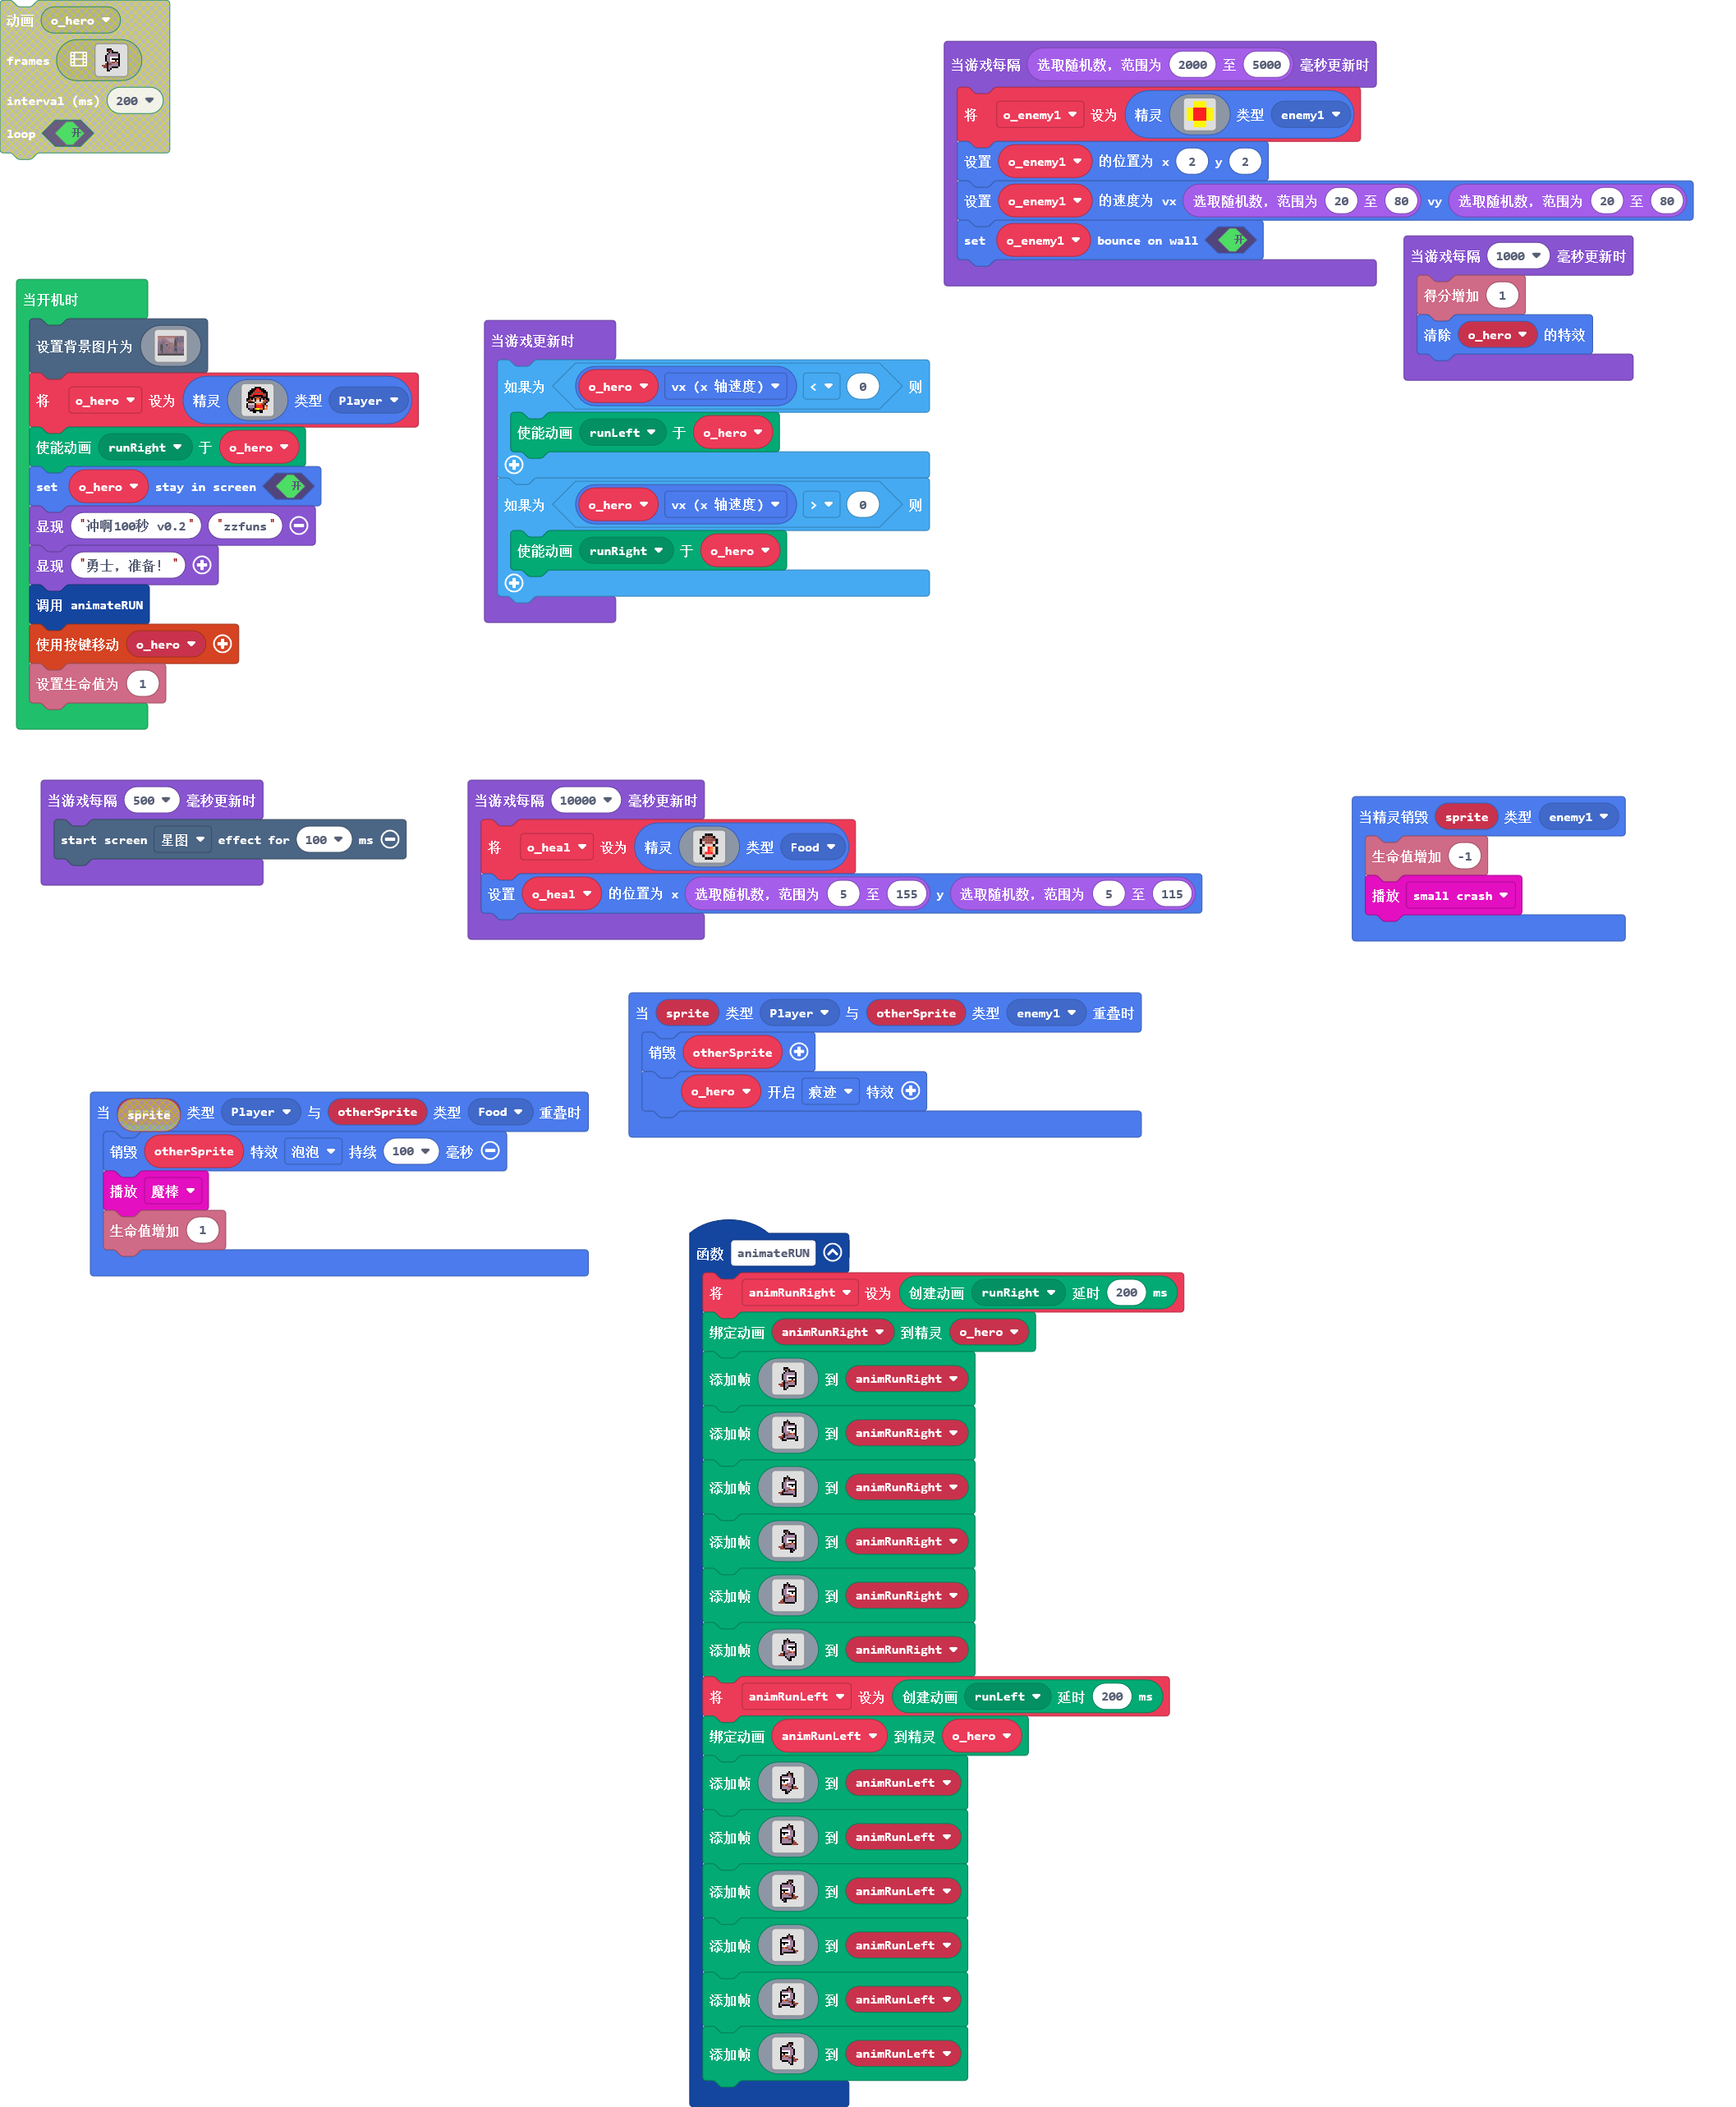 动画 o_hero
frames
interval (ms) 200
loop 开
当游戏每隔 选取随机数，范围为 2000 至 5000 毫秒更新时
将 o_enemy1 设为 精灵 类型 enemy1
设置 o_enemy1 的位置为 x 2 y 2
设置 o_enemy1 的速度为 vx 选取随机数，范围为 20 至 80 vy 选取随机数，范围为 20 至 80
set o_enemy1 bounce on wall 开
当游戏每隔 1000 毫秒更新时
得分增加 1
清除 o_hero 的特效
当开机时
设置背景图片为
将 o_hero 设为 精灵 类型 Player
使能动画 runRight 于 o_hero
set o_hero stay in screen 开
显现 "冲啊100秒 v0.2" "zzfuns"
显现 "勇士，准备！"
调用 animateRUN
使用按键移动 o_hero
设置生命值为 1
当游戏更新时
如果为 o_hero vx (x 轴速度) < 0 则
使能动画 runLeft 于 o_hero
如果为 o_hero vx (x 轴速度) > 0 则
使能动画 runRight 于 o_hero
当游戏每隔 500 毫秒更新时
start screen 星图 effect for 100 ms
当游戏每隔 10000 毫秒更新时
将 o_heal 设为 精灵 类型 Food
设置 o_heal 的位置为 x 选取随机数，范围为 5 至 155 y 选取随机数，范围为 5 至 115
当精灵销毁 sprite 类型 enemy1
生命值增加 -1
播放 small crash
当 sprite 类型 Player 与 otherSprite 类型 enemy1 重叠时
销毁 otherSprite
o_hero 开启 痕迹 特效
当 sprite 类型 Player 与 otherSprite 类型 Food 重叠时
销毁 otherSprite 特效 泡泡 持续 100 毫秒
播放 魔棒
生命值增加 1
函数 animateRUN
将 animRunRight 设为 创建动画 runRight 延时 200 ms
绑定动画 animRunRight 到精灵 o_hero
添加帧 到 animRunRight
添加帧 到 animRunRight
添加帧 到 animRunRight
添加帧 到 animRunRight
添加帧 到 animRunRight
添加帧 到 animRunRight
将 animRunLeft 设为 创建动画 runLeft 延时 200 ms
绑定动画 animRunLeft 到精灵 o_hero
添加帧 到 animRunLeft
添加帧 到 animRunLeft
添加帧 到 animRunLeft
添加帧 到 animRunLeft
添加帧 到 animRunLeft
添加帧 到 animRunLeft